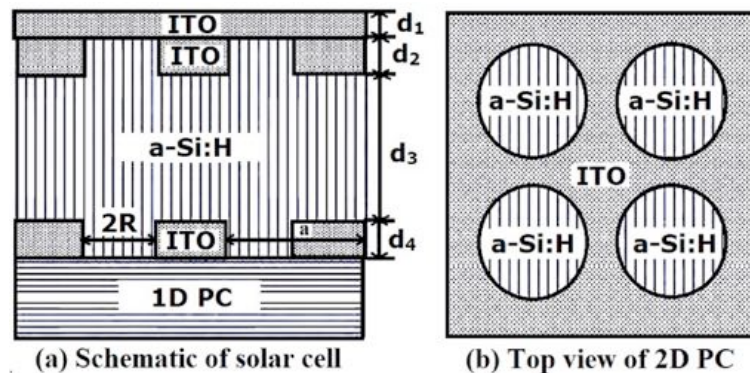 ITO
d1
ITO
d2
a-Si:H
d3
2R
ITO
a
d4
1D PC
(a) Schematic of solar cell
a-Si:H
a-Si:H
ITO
a-Si:H
a-Si:H
(b) Top view of 2D PC